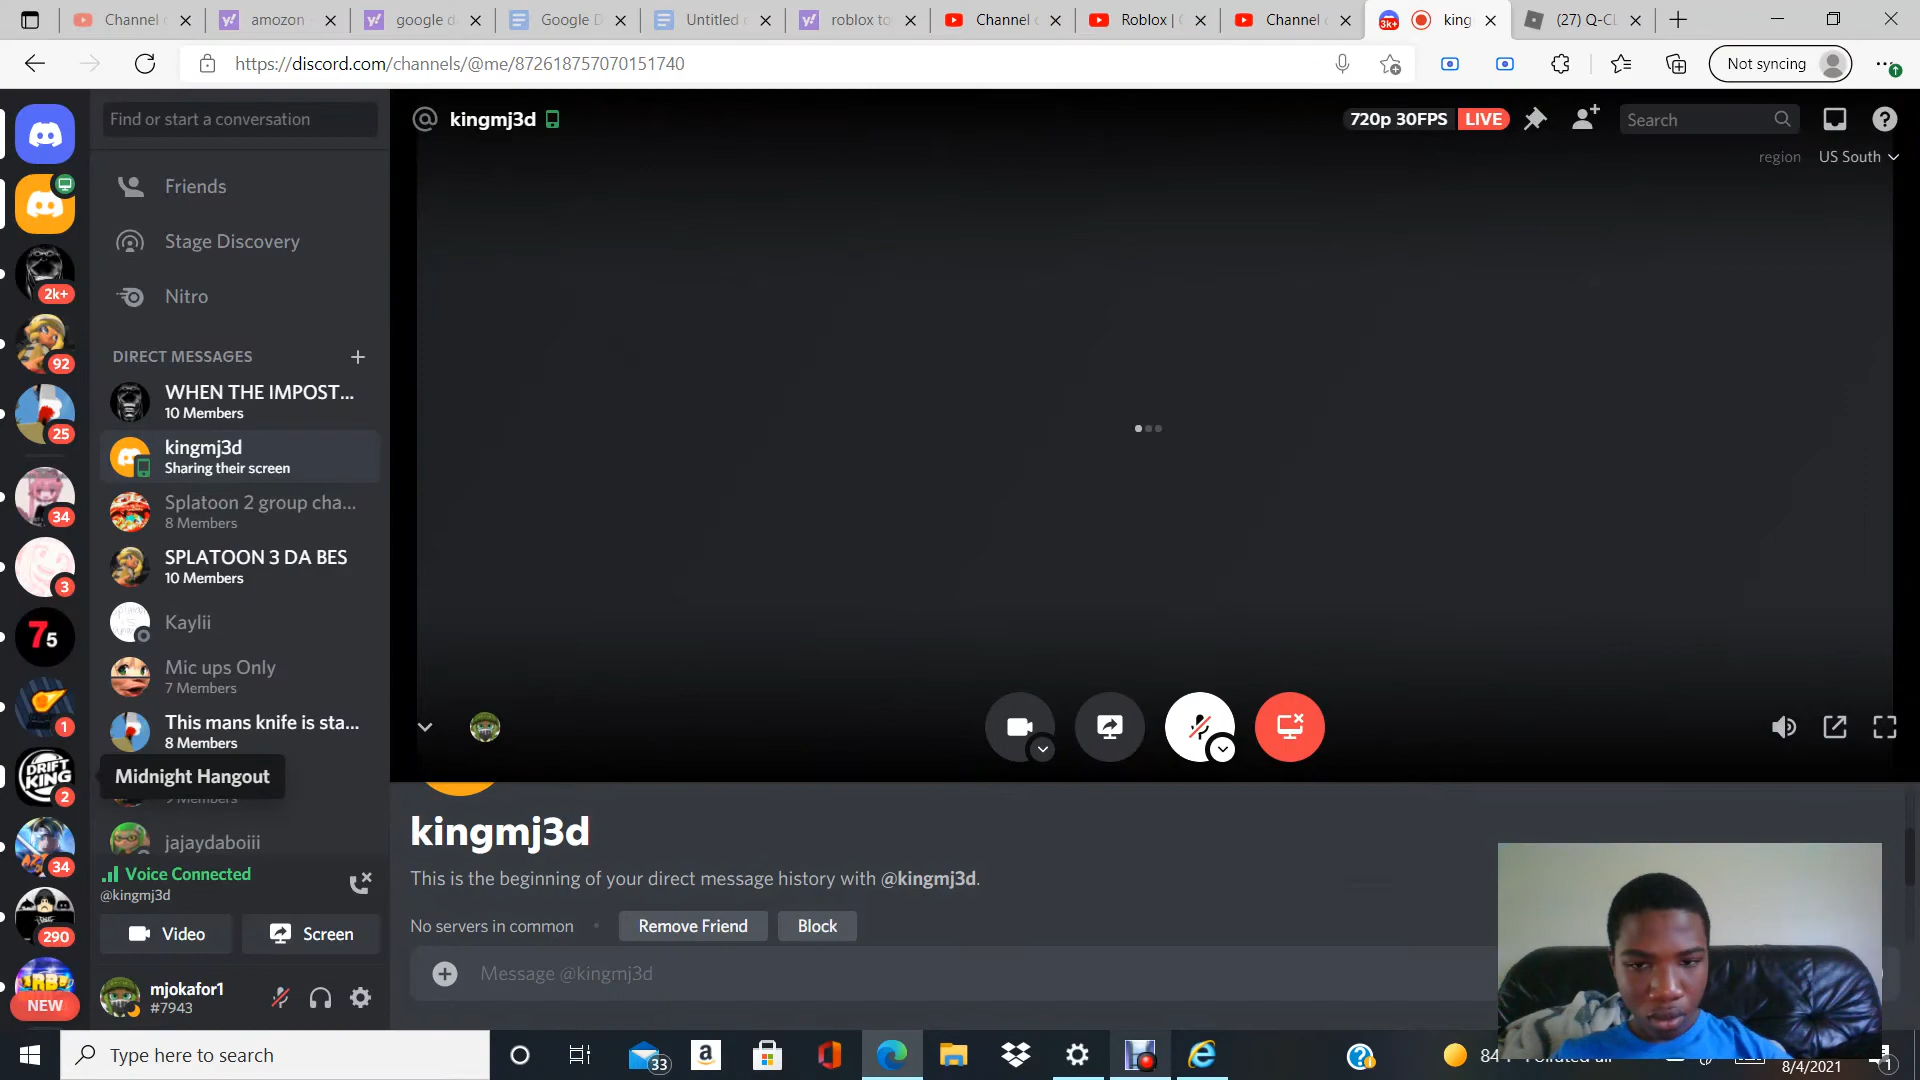 Channel
amozon
google d
Google D
Untitled
roblox to
Channel
Roblox |
Channel
3k+
king
(27) Q-CL
https://discord.com/channels/@me/872618757070151740
Not syncing
Find or start a conversation
Friends
Stage Discovery
Nitro
DIRECT MESSAGES
WHEN THE IMPOST...
10 Members
kingmj3d
Sharing their screen
Splatoon 2 group cha...
8 Members
SPLATOON 3 DA BES
10 Members
Kaylii
Mic ups Only
7 Members
This mans knife is sta...
8 Members
Midnight Hangout
9 Members
jajaydaboiii
Voice Connected
@kingmj3d
Video
Screen
mjokafor1
#7943
2k+
92
25
34
3
75
1
DRIFT
KING
2
34
290
NEW
kingmj3d
720p 30FPS
LIVE
Search
region
US South
kingmj3d
This is the beginning of your direct message history with @kingmj3d.
No servers in common
Remove Friend
Block
Message @kingmj3d
Type here to search
33
8/4/2021
1